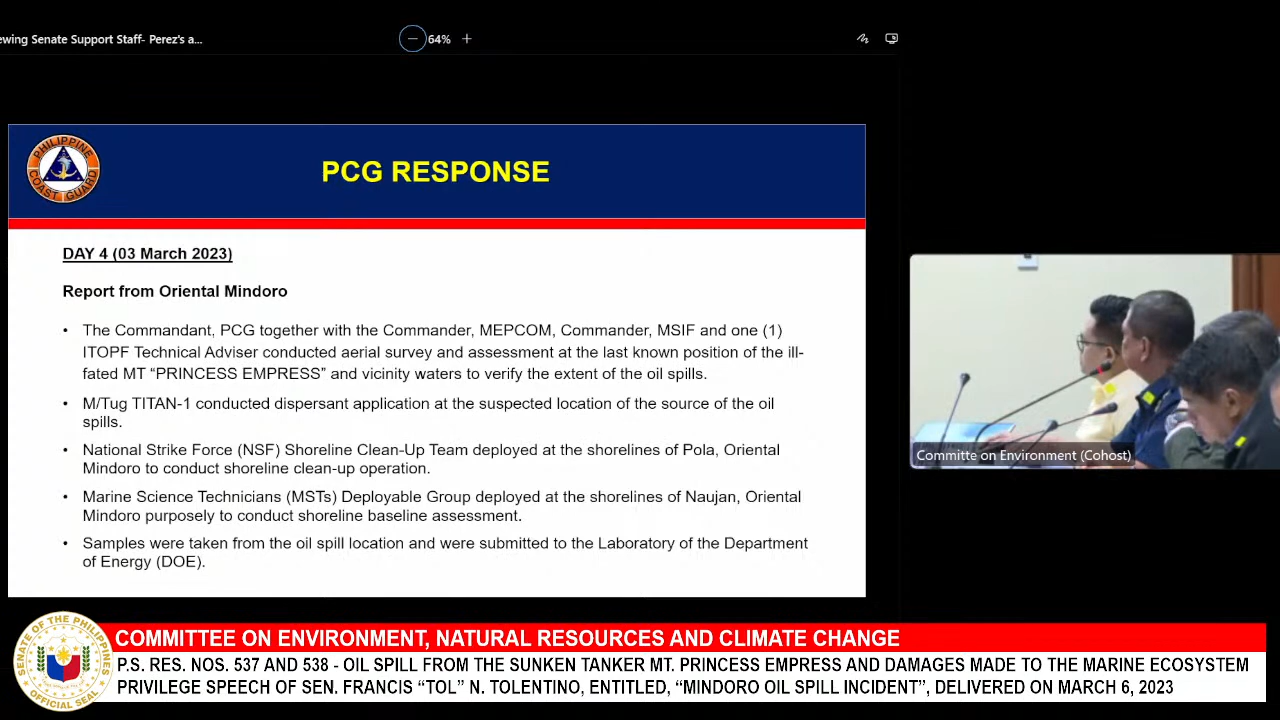 ewing Senate Support Staff- Perez's a...
64%
PHILIPPINE
COAST GUARD
PCG RESPONSE
DAY 4 (03 March 2023)
Report from Oriental Mindoro
• The Commandant, PCG together with the Commander, MEPCOM, Commander, MSIF and one (1)
ITOPF Technical Adviser conducted aerial survey and assessment at the last known position of the ill-
fated MT “PRINCESS EMPRESS” and vicinity waters to verify the extent of the oil spills.
• M/Tug TITAN-1 conducted dispersant application at the suspected location of the source of the oil
spills.
• National Strike Force (NSF) Shoreline Clean-Up Team deployed at the shorelines of Pola, Oriental
Mindoro to conduct shoreline clean-up operation.
• Marine Science Technicians (MSTs) Deployable Group deployed at the shorelines of Naujan, Oriental
Mindoro purposely to conduct shoreline baseline assessment.
• Samples were taken from the oil spill location and were submitted to the Laboratory of the Department
of Energy (DOE).
Committe on Environment (Cohost)
SENATE OF THE PHILIPPINES
OFFICIAL SEAL
COMMITTEE ON ENVIRONMENT, NATURAL RESOURCES AND CLIMATE CHANGE
P.S. RES. NOS. 537 AND 538 - OIL SPILL FROM THE SUNKEN TANKER MT. PRINCESS EMPRESS AND DAMAGES MADE TO THE MARINE ECOSYSTEM
PRIVILEGE SPEECH OF SEN. FRANCIS “TOL” N. TOLENTINO, ENTITLED, “MINDORO OIL SPILL INCIDENT”, DELIVERED ON MARCH 6, 2023